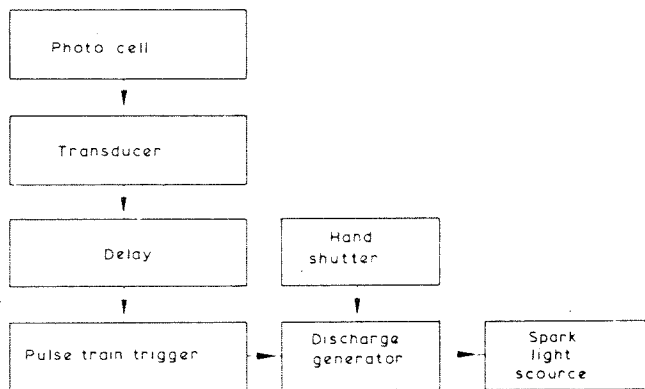 Photo cell
Transducer
Delay
Hand
shutter
Pulse train trigger
Discharge
generator
Spark
light
scource